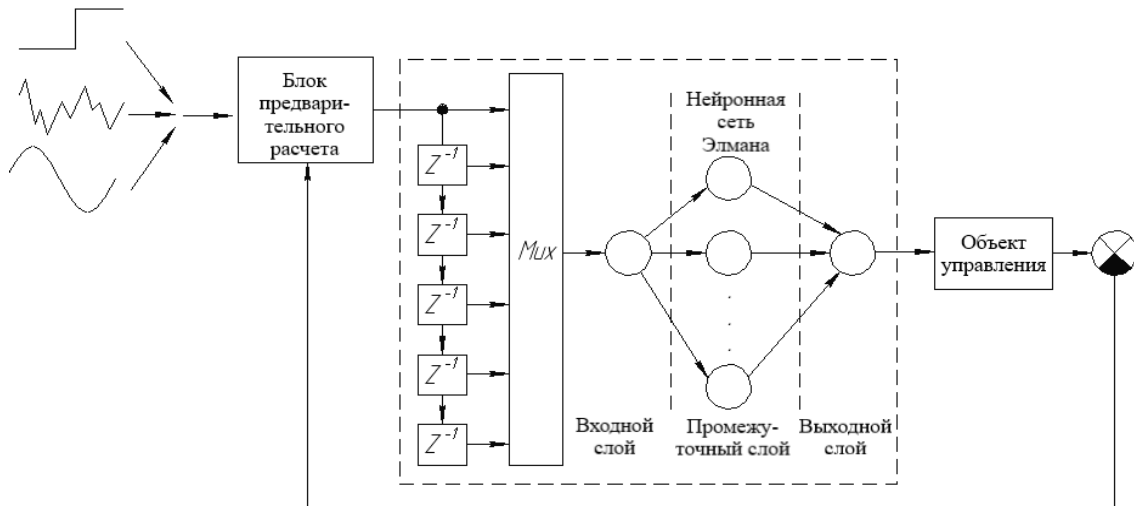 Блок
предвари-
тельного
расчета
Z⁻¹
Z⁻¹
Z⁻¹
Z⁻¹
Z⁻¹
Mux
Нейронная
сеть
Элмана
Входной
слой
Промежу-
точный слой
Выходной
слой
Объект
управления